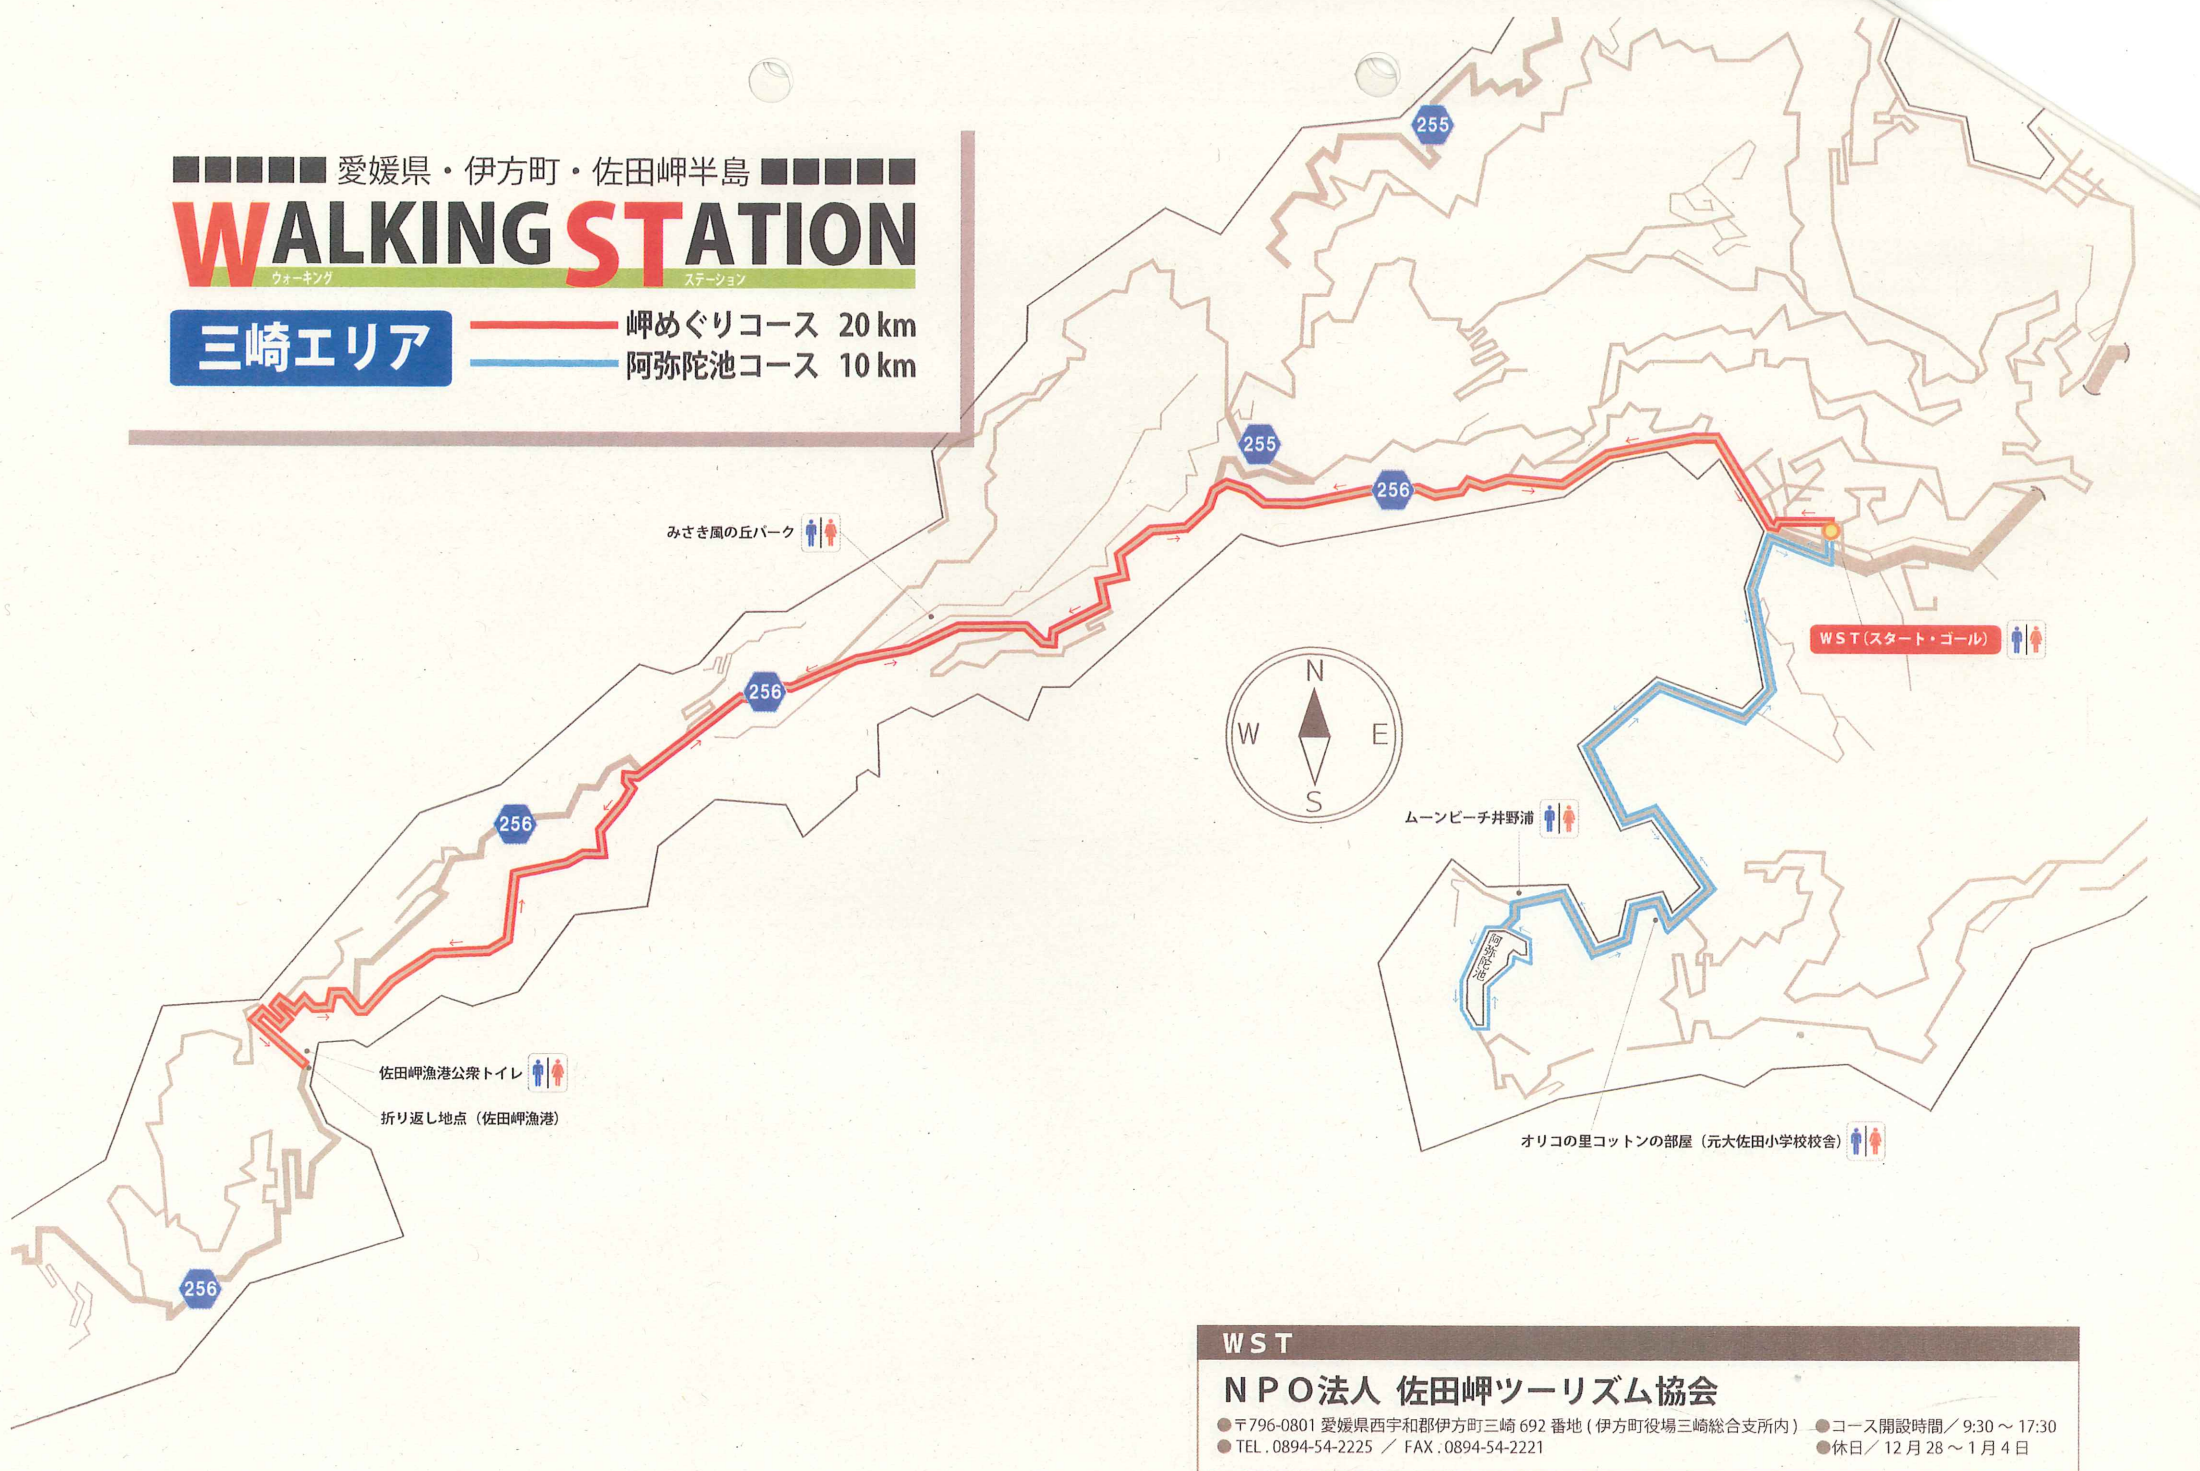 ■■■■■愛媛県・伊方町・佐田岬半島■■■■■
WALKING STATION
ウォーキング ステーション
三崎エリア
岬めぐりコース 20 km
阿弥陀池コース 10 km
255
255
256
みさき風の丘パーク
WST(スタート・ゴール)
256
N
W E
S
ムーンビーチ井野浦
256
阿弥陀池
佐田岬漁港公衆トイレ
折り返し地点（佐田岬漁港）
オリコの里コットンの部屋（元大佐田小学校校舎）
256
WST
NPO法人 佐田岬ツーリズム協会
●〒796-0801 愛媛県西宇和郡伊方町三崎 692 番地 ( 伊方町役場三崎総合支所内 ) ●コース開設時間／ 9:30 ～ 17:30
●TEL . 0894-54-2225 ／ FAX . 0894-54-2221 ●休日／ 12 月 28 ～ 1 月 4 日